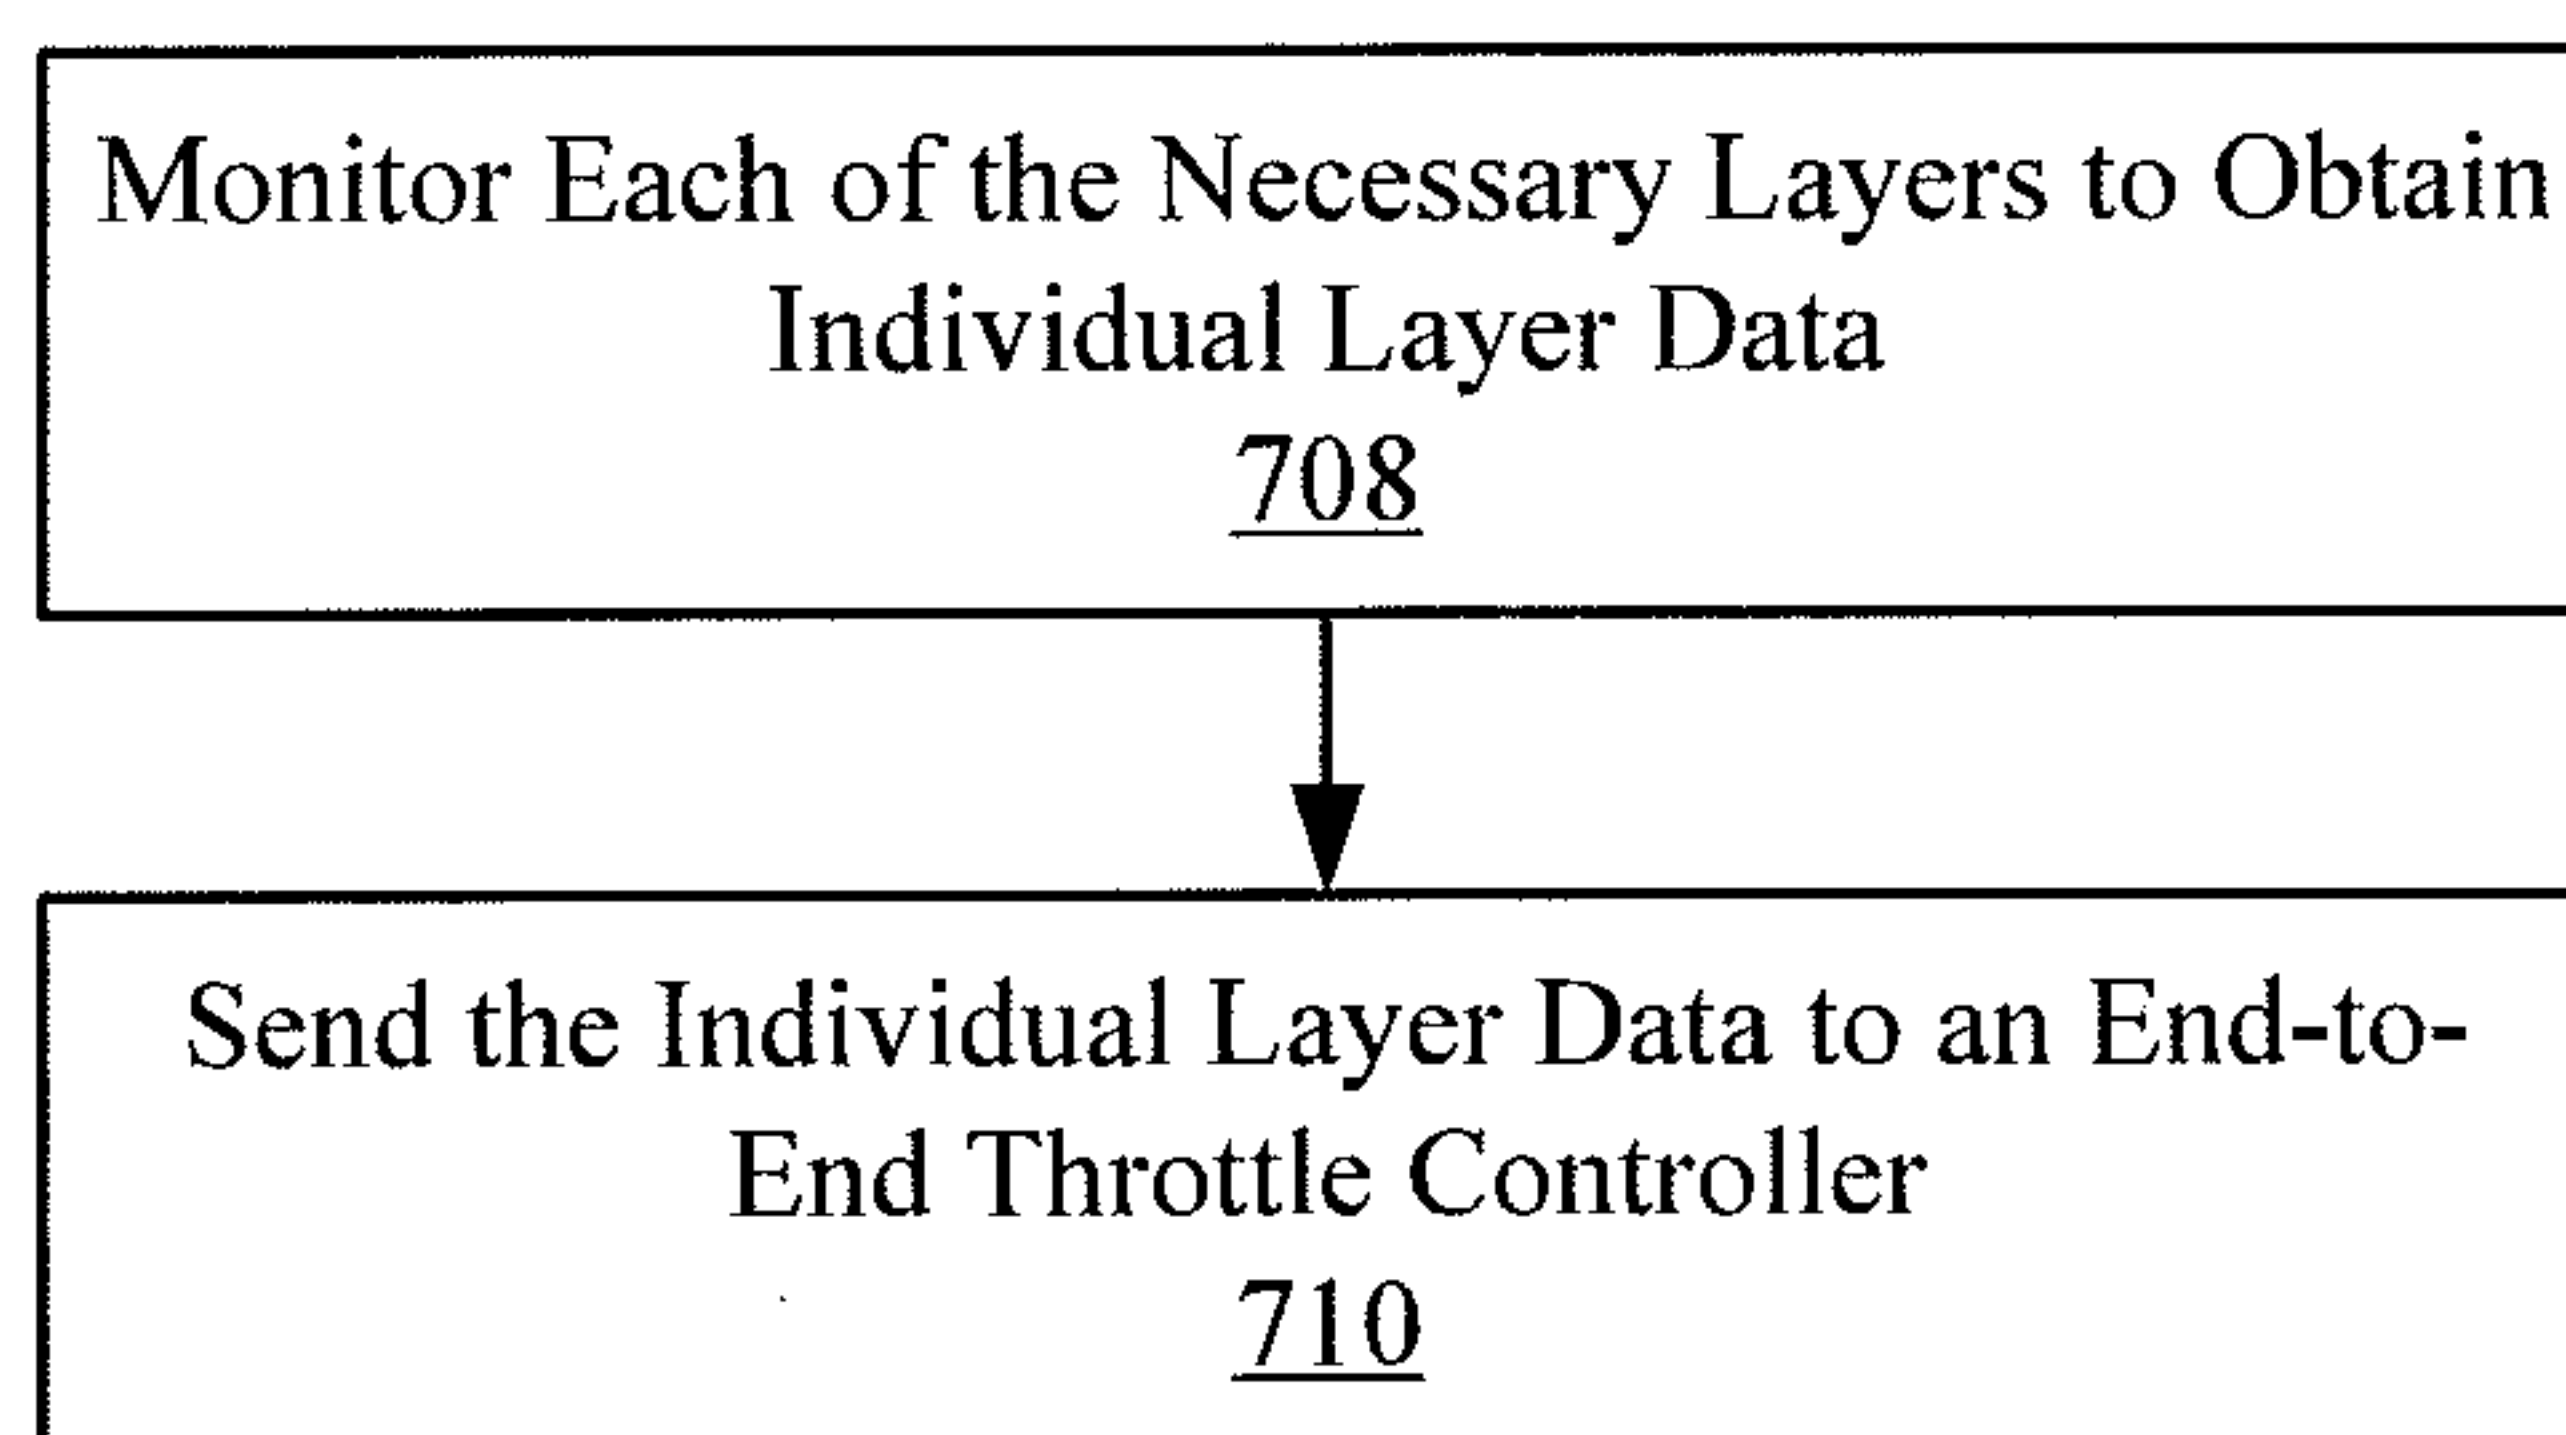 Monitor Each of the Necessary Layers to Obtain
Individual Layer Data
708
Send the Individual Layer Data to an End-to-
End Throttle Controller
710